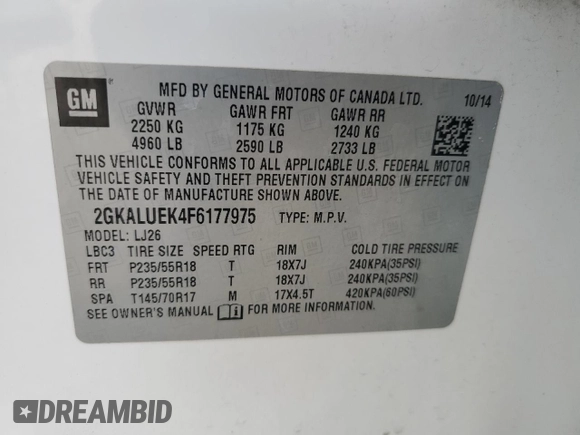 GM
MFD BY GENERAL MOTORS OF CANADA LTD. 10/14
GVWR GAWR FRT GAWR RR
2250 KG 1175 KG 1240 KG
4960 LB 2590 LB 2733 LB
THIS VEHICLE CONFORMS TO ALL APPLICABLE U.S. FEDERAL MOTOR
VEHICLE SAFETY AND THEFT PREVENTION STANDARDS IN EFFECT ON
THE DATE OF MANUFACTURE SHOWN ABOVE.
2GKALUEK4F6177975 TYPE: M.P.V.
MODEL: LJ26
LBC3 TIRE SIZE SPEED RTG RIM COLD TIRE PRESSURE
FRT P235/55R18 T 18X7J 240KPA(35PSI)
RR P235/55R18 T 18X7J 240KPA(35PSI)
SPA T145/70R17 M 17X4.5T 420KPA(60PSI)
SEE OWNER'S MANUAL FOR MORE INFORMATION
DREAMBID